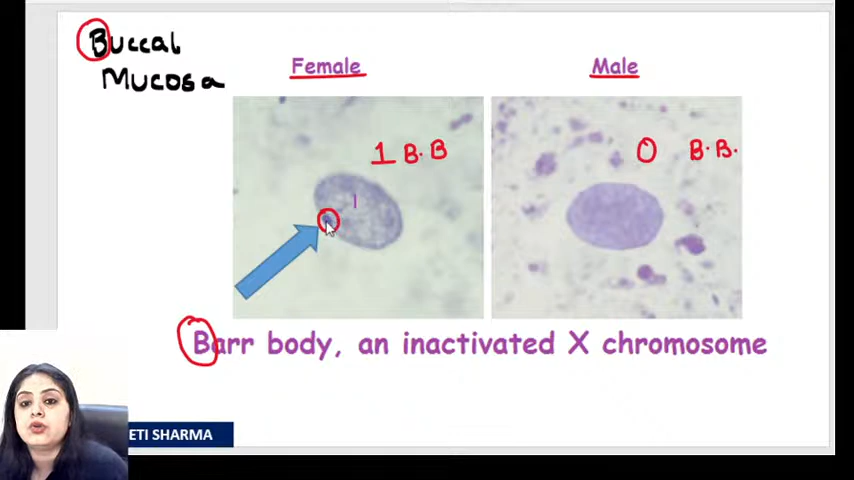 Buccal
Mucosa
Female
Male
1 B.B
0 B.B.
Barr body, an inactivated X chromosome
ETI SHARMA